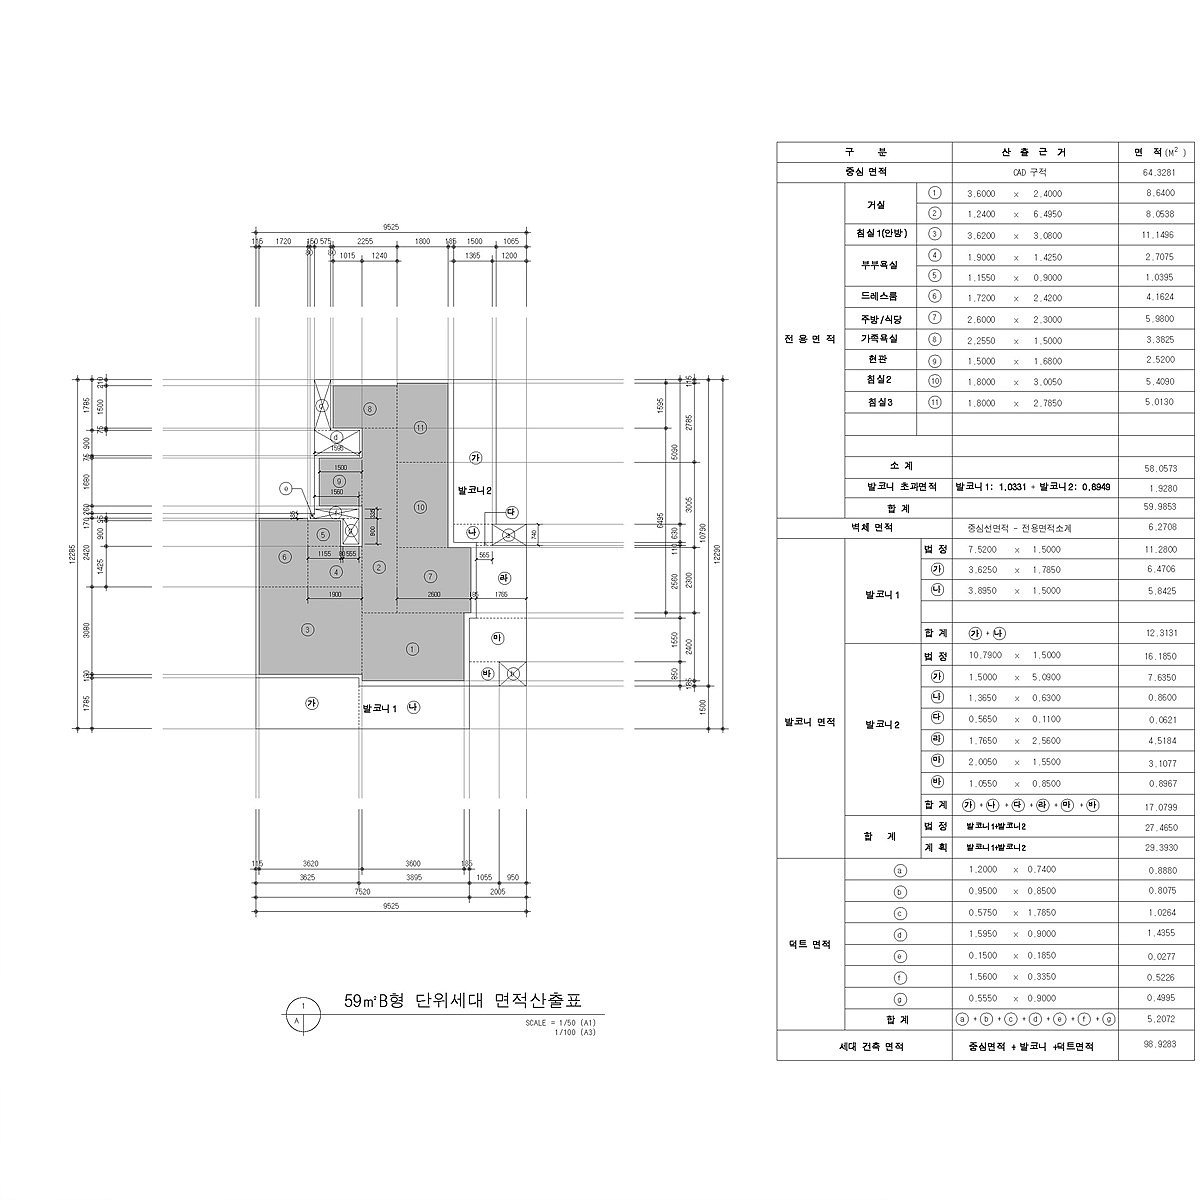 구 분 산 출 근 거 면 적(M²)
중심 면적 CAD 구적 64.3281
전 용 면 적
거실 1 3.6000 x 2.4000 8.6400
2 1.2400 x 6.4950 8.0538
침실1(안방) 3 3.6200 x 3.0800 11.1496
부부욕실 4 1.9000 x 1.4250 2.7075
5 1.1550 x 0.9000 1.0395
드레스룸 6 1.7200 x 2.4200 4.1624
주방/식당 7 2.6000 x 2.3000 5.9800
가족욕실 8 2.2550 x 1.5000 3.3825
현관 9 1.5000 x 1.6800 2.5200
침실2 10 1.8000 x 3.0050 5.4090
침실3 11 1.8000 x 2.7850 5.0130
소 계 58.0573
발코니 초과면적 발코니1: 1.0331 + 발코니2: 0.8949 1.9280
합 계 59.9853
벽체 면적 중심선면적 - 전용면적소계 6.2708
발코니 면적
발코니1
법 정 7.5200 x 1.5000 11.2800
가 3.6250 x 1.7850 6.4706
나 3.8950 x 1.5000 5.8425
합 계 가 + 나 12.3131
발코니2
법 정 10.7900 x 1.5000 16.1850
가 1.5000 x 5.0900 7.6350
나 1.3650 x 0.6300 0.8600
다 0.5650 x 0.1100 0.0621
라 1.7650 x 2.5600 4.5184
마 2.0050 x 1.5500 3.1077
바 1.0550 x 0.8500 0.8967
합 계 가 + 나 + 다 + 라 + 마 + 바 17.0799
합 계
법 정 발코니1+발코니2 27.4650
계 획 발코니1+발코니2 29.3930
덕트 면적
a 1.2000 x 0.7400 0.8880
b 0.9500 x 0.8500 0.8075
c 0.5750 x 1.7850 1.0264
d 1.5950 x 0.9000 1.4355
e 0.1500 x 0.1850 0.0277
f 1.5600 x 0.3350 0.5226
g 0.5550 x 0.9000 0.4995
합 계 a + b + c + d + e + f + g 5.2072
세대 건축 면적 중심면적 + 발코니 +덕트면적 98.9283
9525
115 1720 150 575 2255 1800 185 1500 1065
1015 1240 1365 1200
12285
210 1785 1500 75 900 75 1680 260 170 95 900 2420 1425 3080 130 1785
c
8
11
d
1595
가
1500
9
발코니2
e
1560
10
f
다
335
185
g
800
나
a
740
5
6
1155 80 555
565
4
2
7
라
1900
2600 185 1765
3
1
마
바
b
가
발코니1
나
1595 5090 6495
115 2785 3005 630 110 2560 2300 1550 2400 850 185 1500
10790
12290
115 3620 3600 185
3625 3895 1055 950
7520 2005
9525
1
A
59㎡B형 단위세대 면적산출표
SCALE = 1/50 (A1)
1/100 (A3)